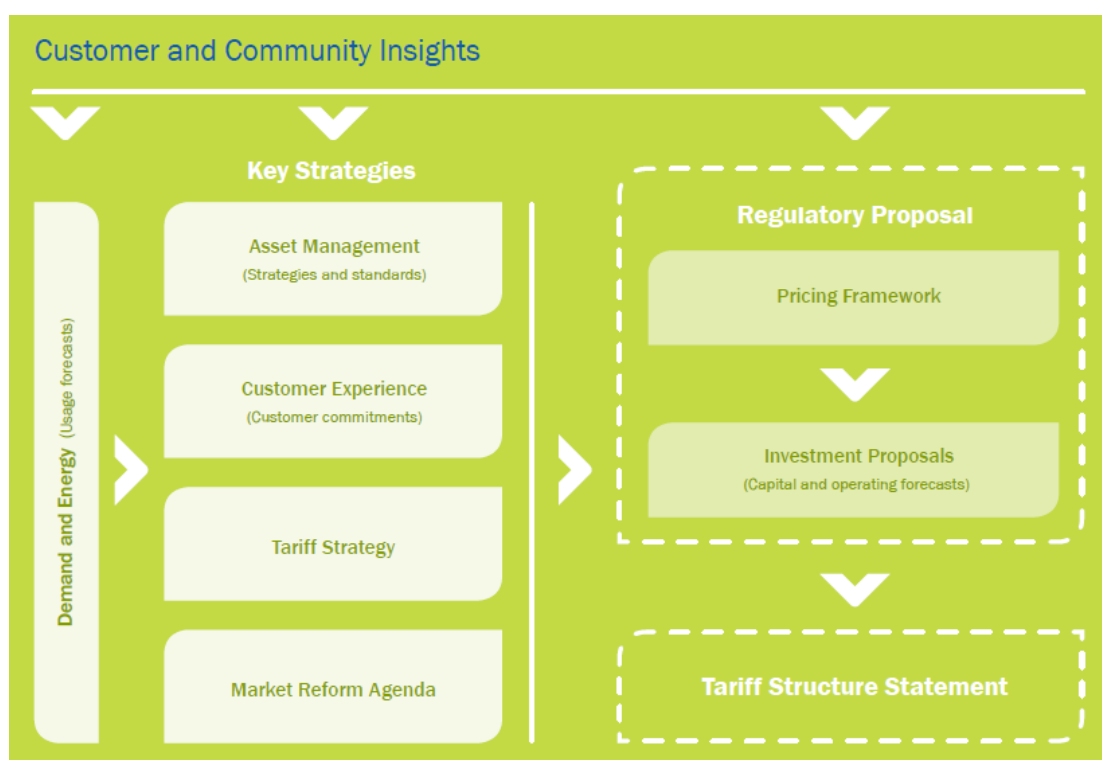 Customer and Community Insights
Demand and Energy (Usage forecasts)
Key Strategies
Asset Management
(Strategies and standards)
Customer Experience
(Customer commitments)
Tariff Strategy
Market Reform Agenda
Regulatory Proposal
Pricing Framework
Investment Proposals
(Capital and operating forecasts)
Tariff Structure Statement